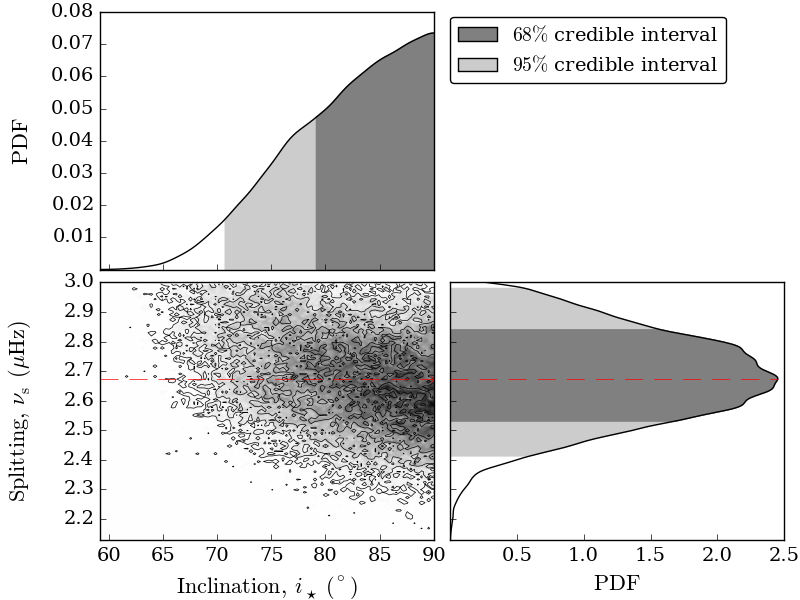 0.08
0.07
0.06
0.05
0.04
0.03
0.02
0.01
PDF
68% credible interval
95% credible interval
3.0
2.9
2.8
2.7
2.6
2.5
2.4
2.3
2.2
Splitting, νs (μHz)
60 65 70 75 80 85 90
Inclination, i⋆ (°)
0.5 1.0 1.5 2.0 2.5
PDF